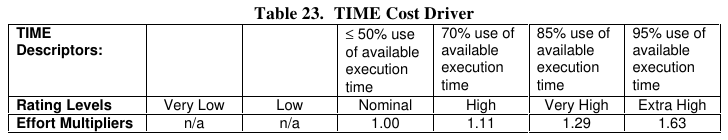 Table 23. TIME Cost Driver
TIME Descriptors: ≤ 50% use of available execution time 70% use of available execution time 85% use of available execution time 95% use of available execution time
Rating Levels Very Low Low Nominal High Very High Extra High
Effort Multipliers n/a n/a 1.00 1.11 1.29 1.63